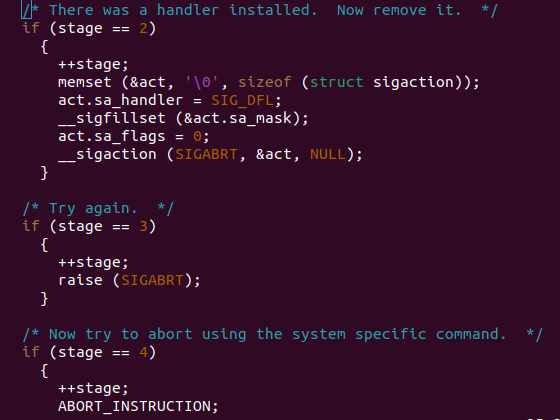 /* There was a handler installed.  Now remove it.  */
if (stage == 2)
  {
    ++stage;
    memset (&act, '\0', sizeof (struct sigaction));
    act.sa_handler = SIG_DFL;
    __sigfillset (&act.sa_mask);
    act.sa_flags = 0;
    __sigaction (SIGABRT, &act, NULL);
  }

/* Try again.  */
if (stage == 3)
  {
    ++stage;
    raise (SIGABRT);
  }

/* Now try to abort using the system specific command.  */
if (stage == 4)
  {
    ++stage;
    ABORT_INSTRUCTION;